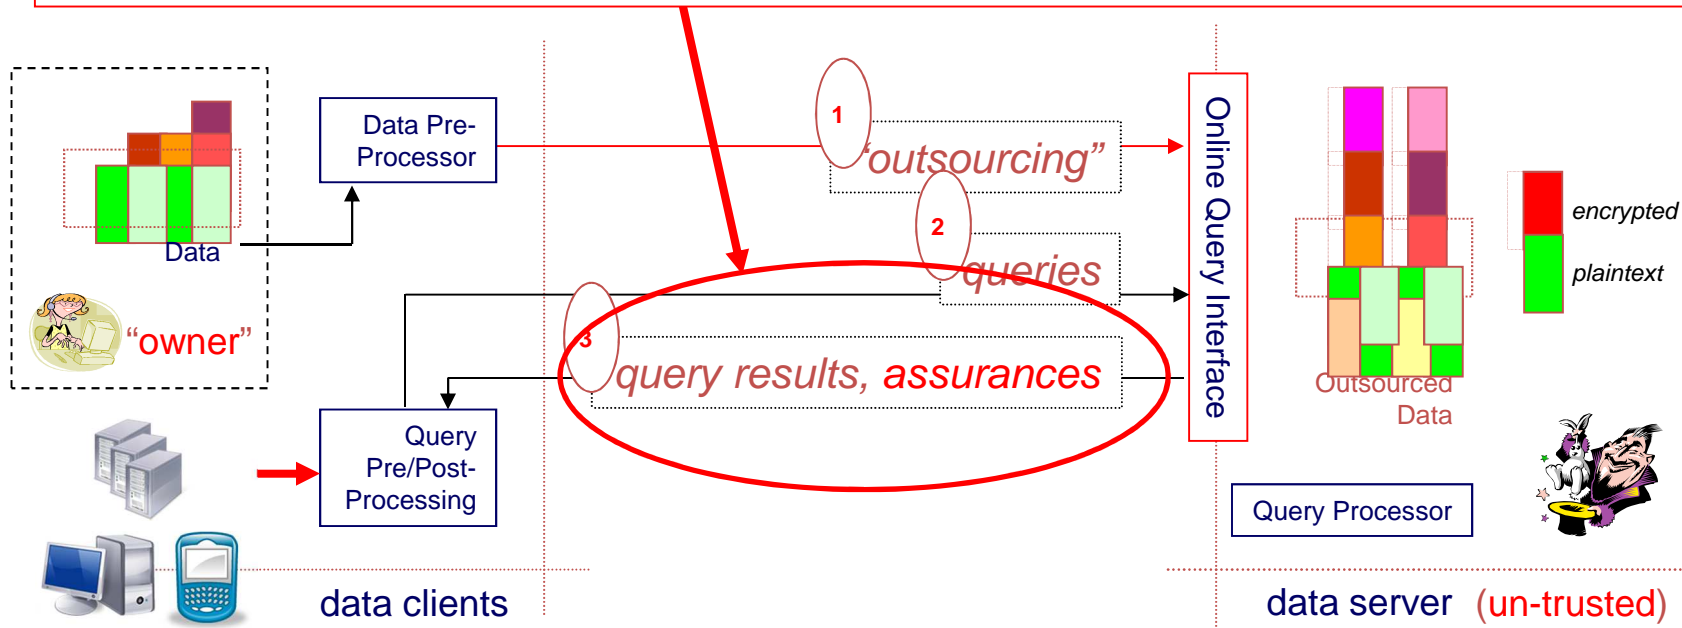 Data Pre-
Processor
1
“outsourcing”
Online Query Interface
encrypted
plaintext
Data
2
queries
“owner”
3
query results, assurances
Outsourced
Data
Query
Pre/Post-
Processing
Query Processor
data clients
data server (un-trusted)